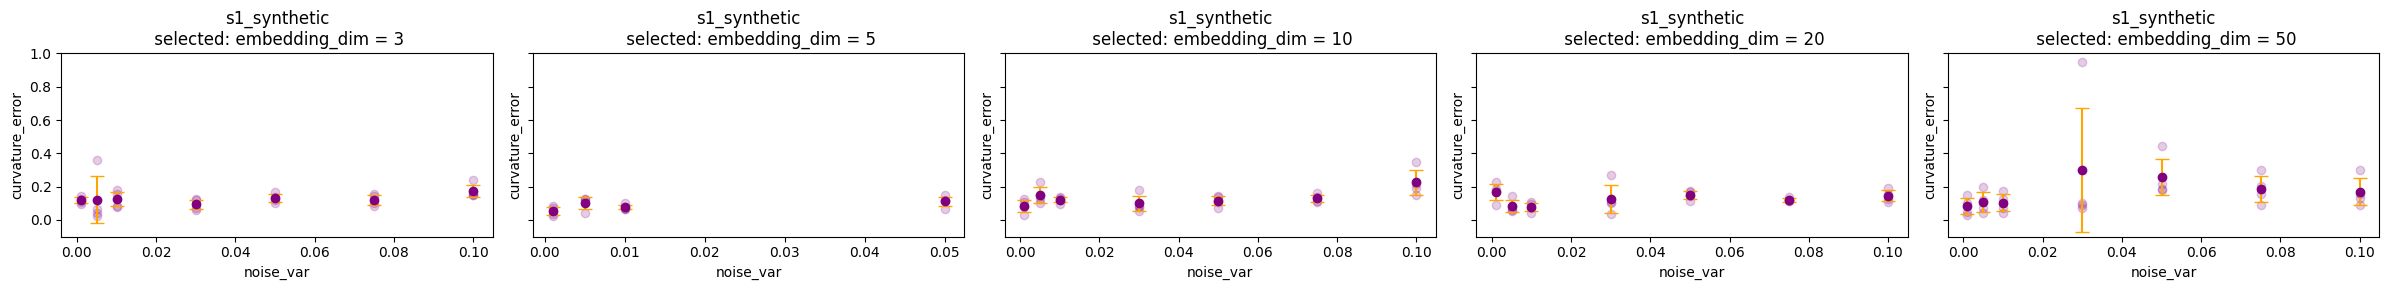 s1_synthetic
selected: embedding_dim = 3
curvature_error
1.0
0.8
0.6
0.4
0.2
0.0
0.00 0.02 0.04 0.06 0.08 0.10
noise_var
s1_synthetic
selected: embedding_dim = 5
curvature_error
0.00 0.01 0.02 0.03 0.04 0.05
noise_var
s1_synthetic
selected: embedding_dim = 10
curvature_error
0.00 0.02 0.04 0.06 0.08 0.10
noise_var
s1_synthetic
selected: embedding_dim = 20
curvature_error
0.00 0.02 0.04 0.06 0.08 0.10
noise_var
s1_synthetic
selected: embedding_dim = 50
curvature_error
0.00 0.02 0.04 0.06 0.08 0.10
noise_var